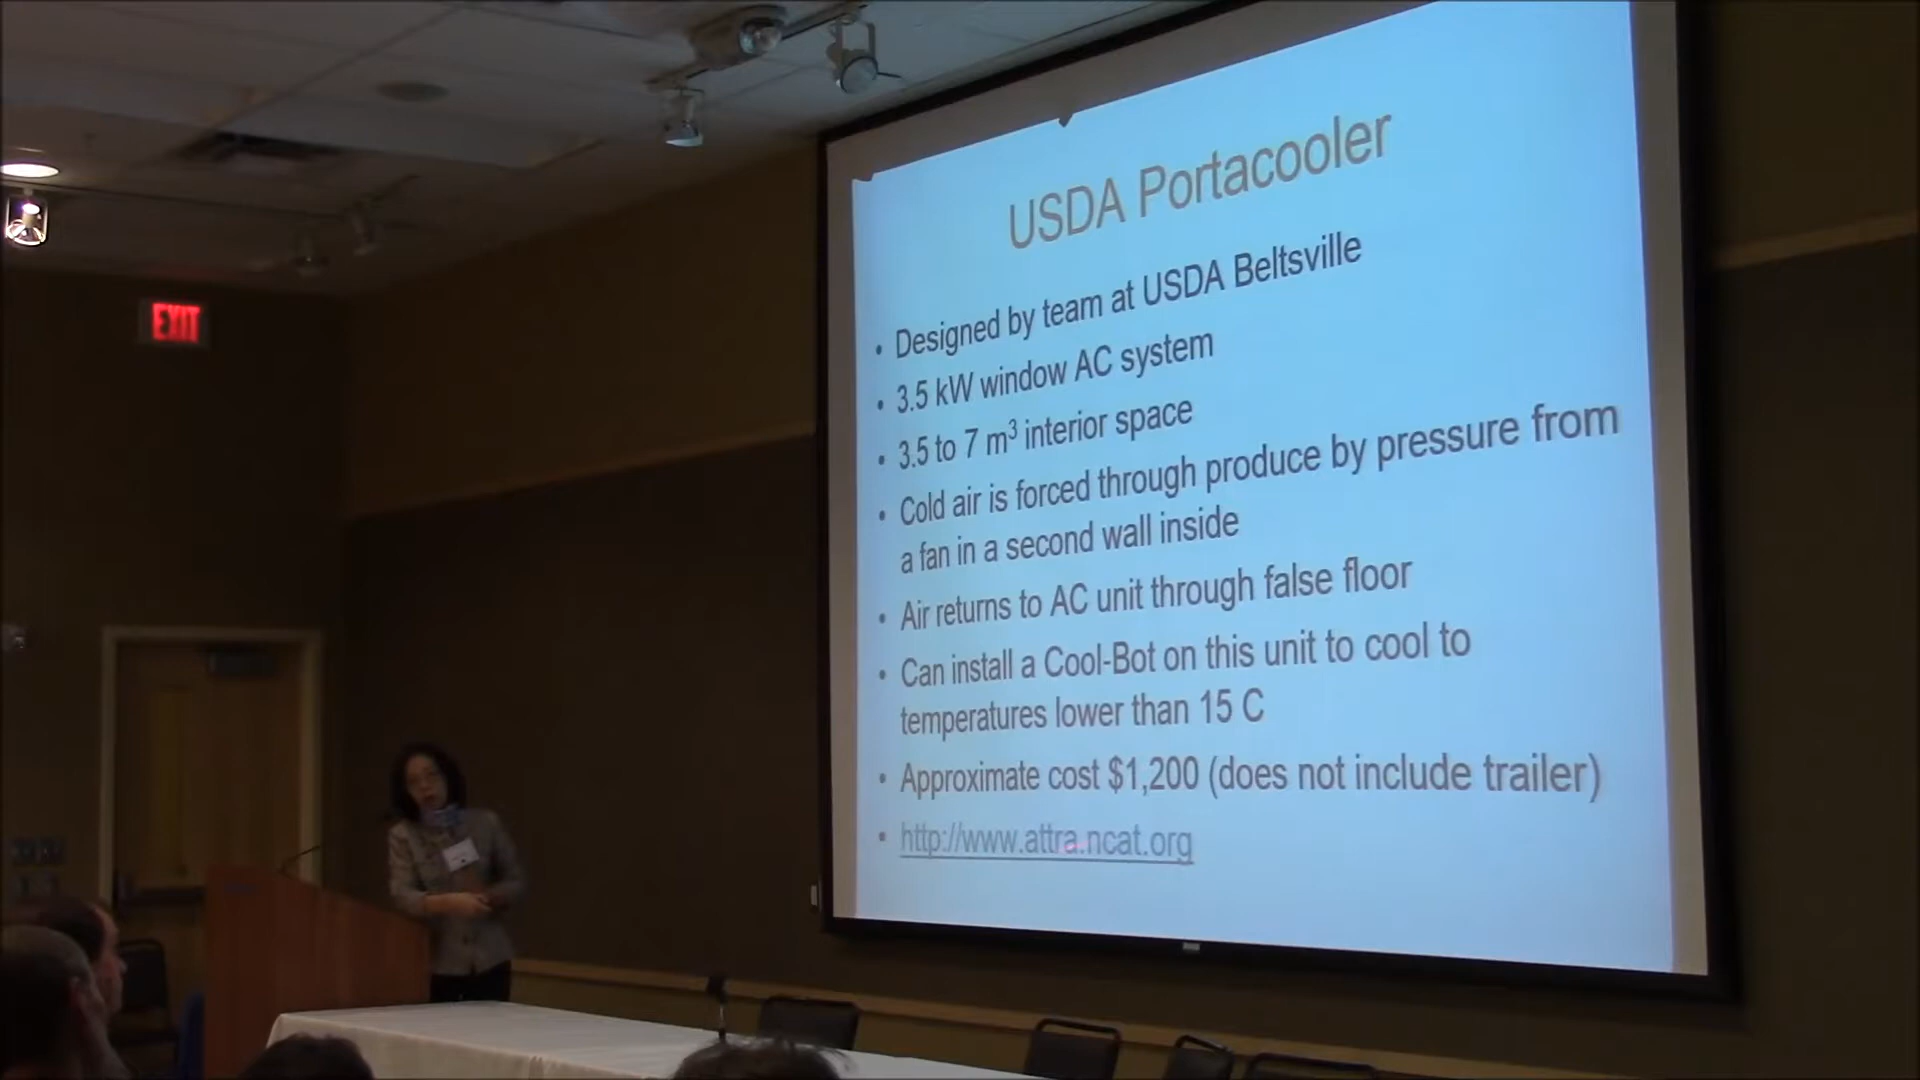 USDA Portacooler
• Designed by team at USDA Beltsville
• 3.5 kW window AC system
• 3.5 to 7 m³ interior space
• Cold air is forced through produce by pressure from
a fan in a second wall inside
• Air returns to AC unit through false floor
• Can install a Cool-Bot on this unit to cool to
temperatures lower than 15 C
• Approximate cost $1,200 (does not include trailer)
• http://www.attra.ncat.org
EXIT